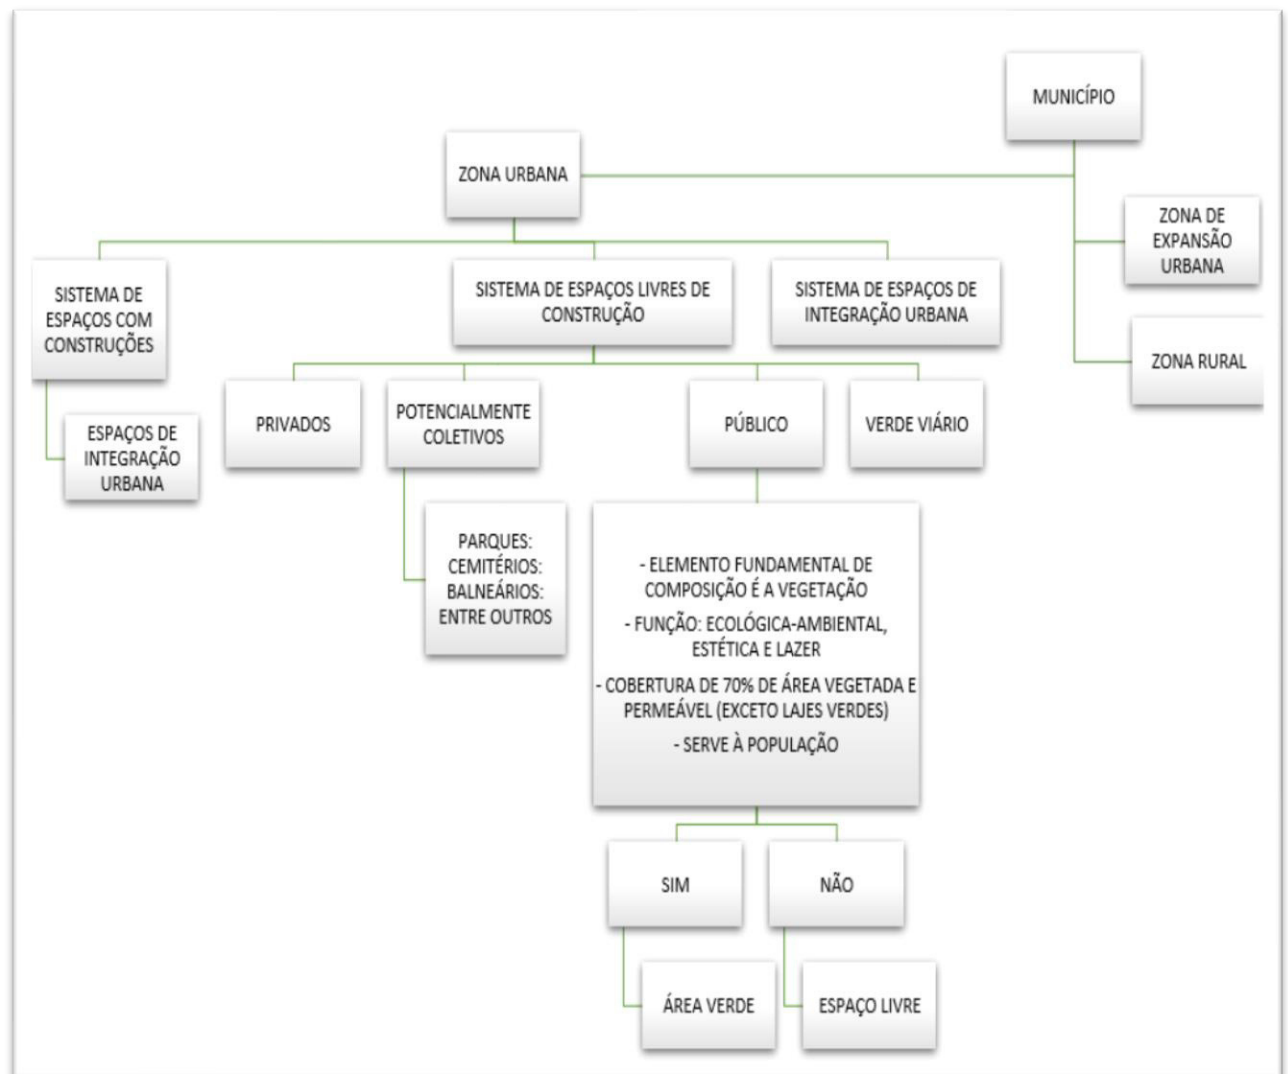 MUNICÍPIO
ZONA URBANA
ZONA DE
EXPANSÃO
URBANA
ZONA RURAL
SISTEMA DE
ESPAÇOS COM
CONSTRUÇÕES
SISTEMA DE ESPAÇOS LIVRES DE
CONSTRUÇÃO
SISTEMA DE ESPAÇOS DE
INTEGRAÇÃO URBANA
ESPAÇOS DE
INTEGRAÇÃO
URBANA
PRIVADOS
POTENCIALMENTE
COLETIVOS
PÚBLICO
VERDE VIÁRIO
PARQUES:
CEMITÉRIOS:
BALNEÁRIOS:
ENTRE OUTROS
- ELEMENTO FUNDAMENTAL DE
COMPOSIÇÃO É A VEGETAÇÃO
- FUNÇÃO: ECOLÓGICA-AMBIENTAL,
ESTÉTICA E LAZER
- COBERTURA DE 70% DE ÁREA VEGETADA E
PERMEÁVEL (EXCETO LAJES VERDES)
- SERVE À POPULAÇÃO
SIM
NÃO
ÁREA VERDE
ESPAÇO LIVRE